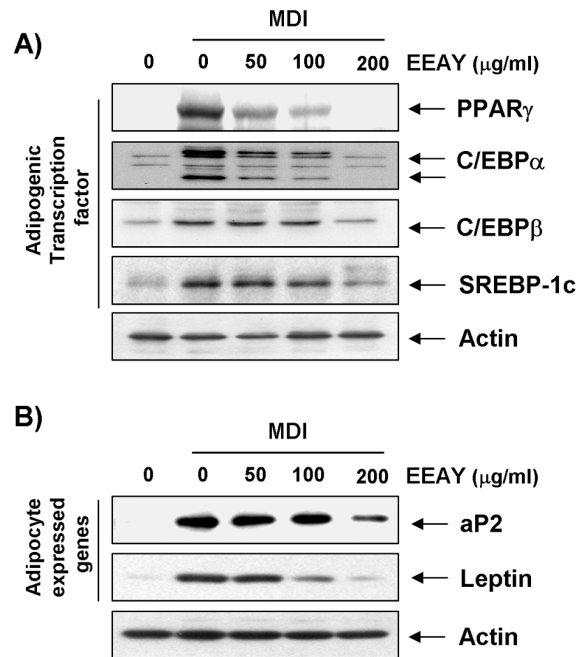 A)
MDI
0 0 50 100 200 EEAY (μg/ml)
Adipogenic
Transcription
factor
PPARγ
C/EBPα
C/EBPβ
SREBP-1c
Actin
B)
MDI
0 0 50 100 200 EEAY (μg/ml)
Adipocyte
expressed
genes
aP2
Leptin
Actin